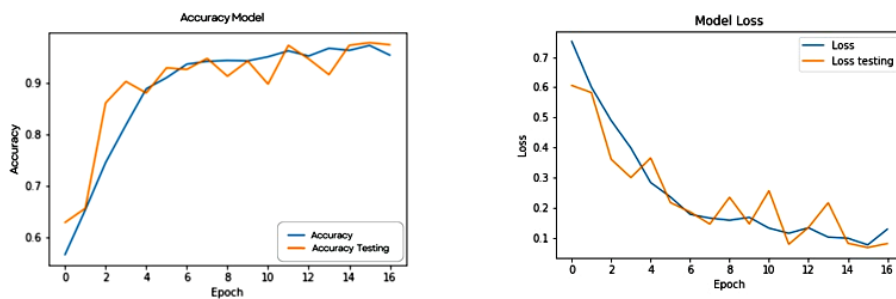 Accuracy Model
0.9
0.8
0.7
0.6
Accuracy
Accuracy
Accuracy Testing
0 2 4 6 8 10 12 14 16
Epoch
Model Loss
0.7
0.6
0.5
0.4
0.3
0.2
0.1
Loss
Loss
Loss testing
0 2 4 6 8 10 12 14 16
Epoch